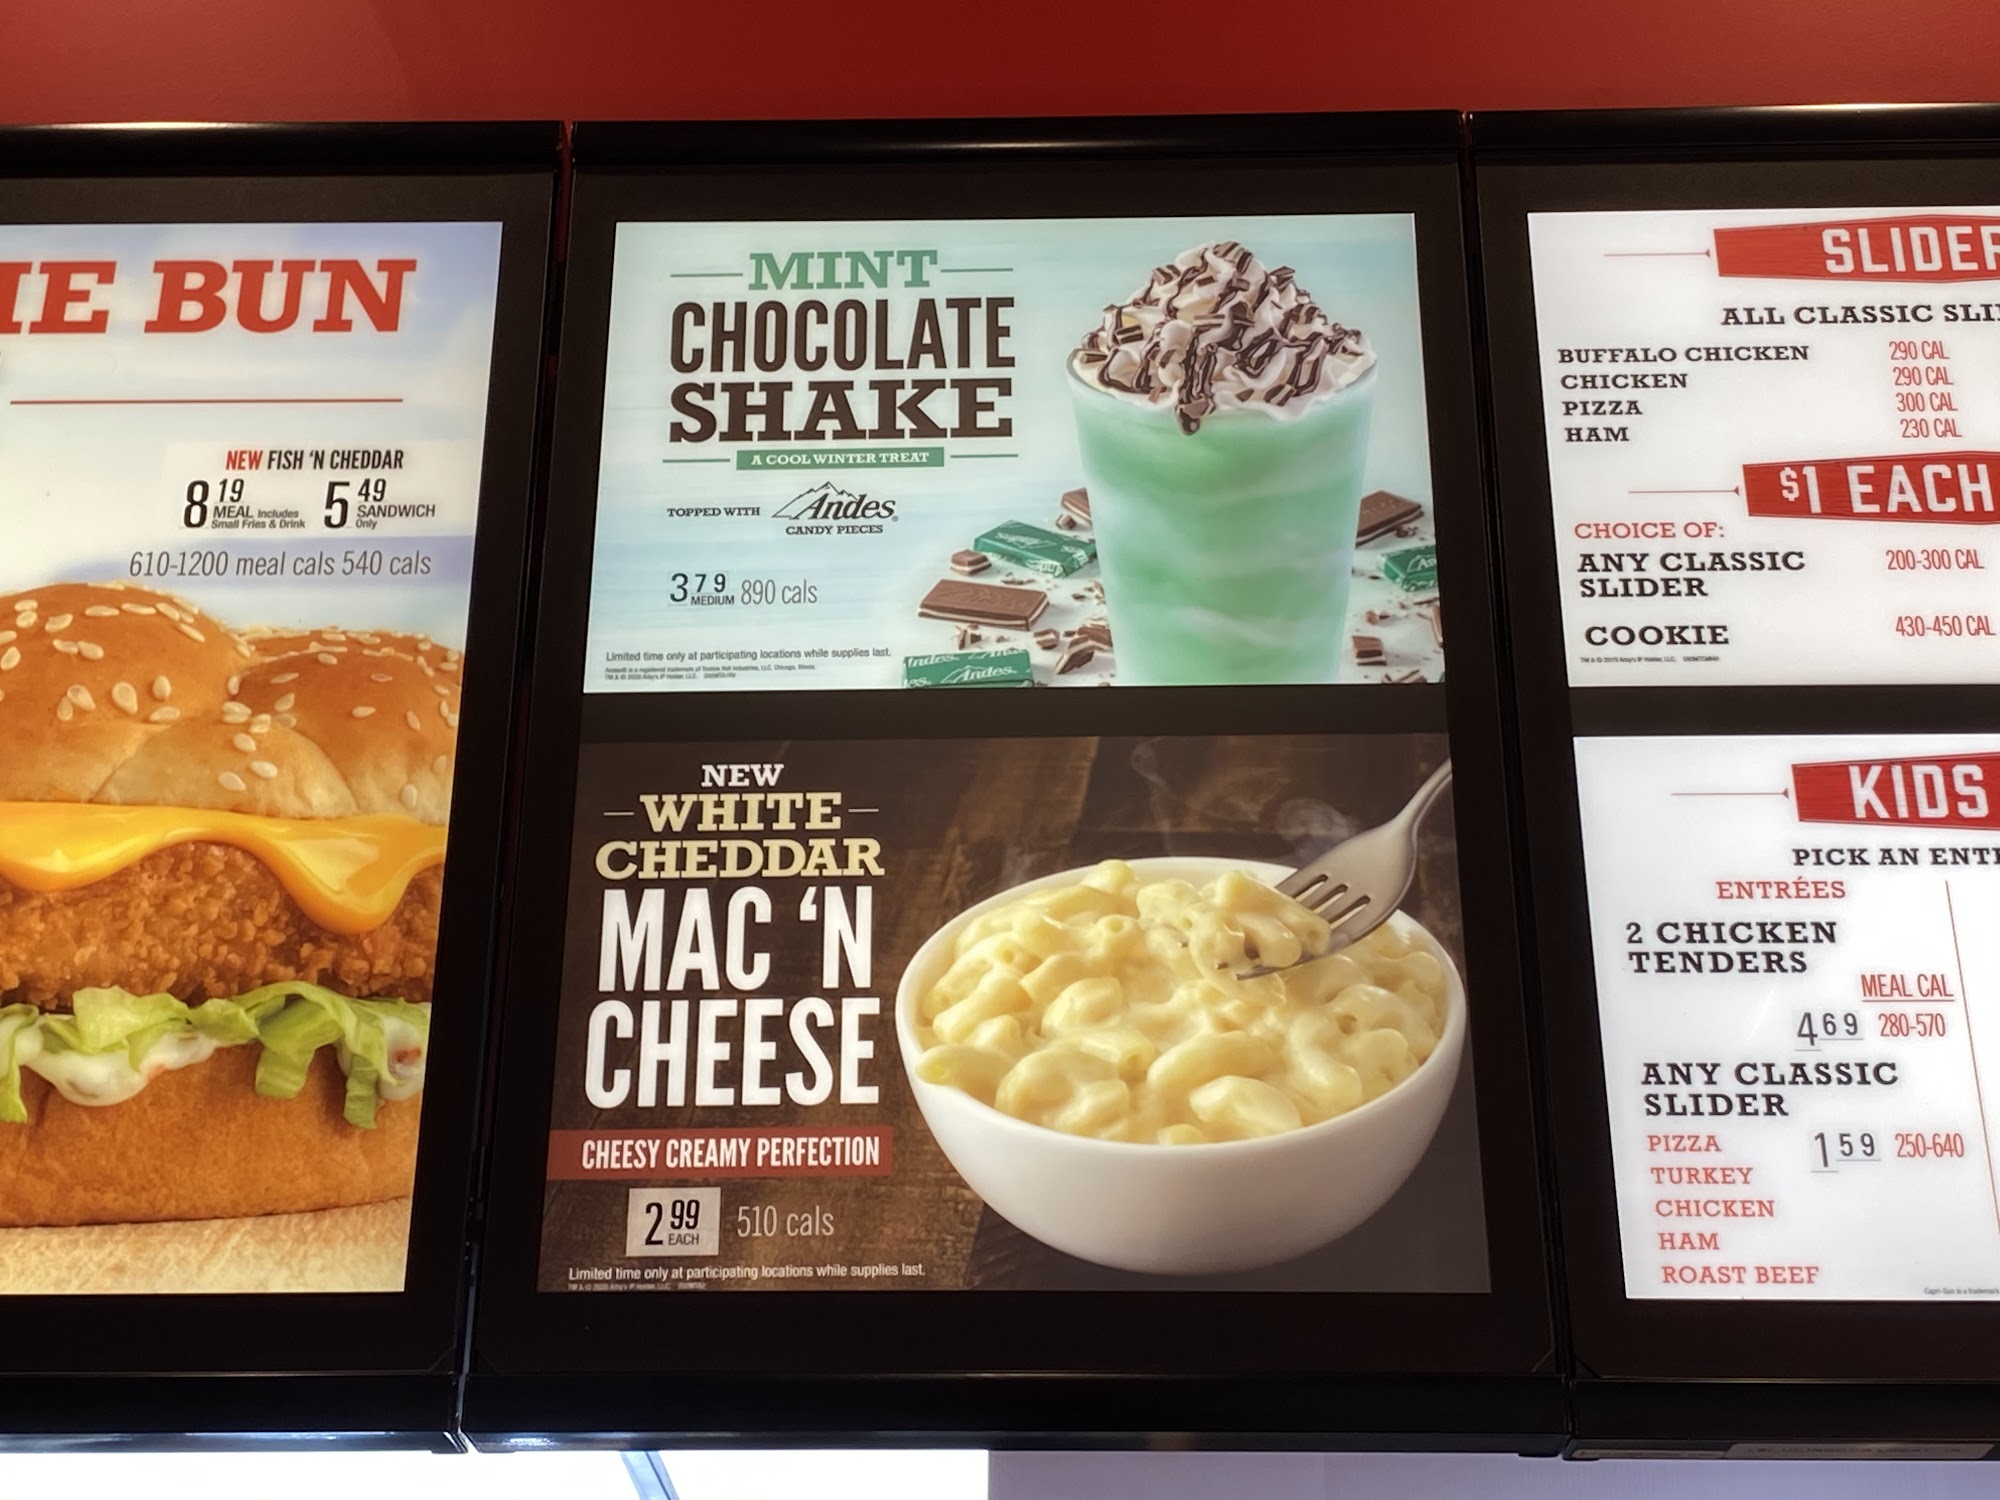 IE BUN
NEW FISH 'N CHEDDAR
8 19 MEAL Includes Small Fries & Drink
5 49 SANDWICH Only
610-1200 meal cals 540 cals
MINT
CHOCOLATE
SHAKE
A COOL WINTER TREAT
TOPPED WITH Andes
CANDY PIECES
3 79 MEDIUM 890 cals
Limited time only at participating locations while supplies last.
Andes
NEW
WHITE
CHEDDAR
MAC 'N
CHEESE
CHEESY CREAMY PERFECTION
2 99 EACH 510 cals
Limited time only at participating locations while supplies last.
SLIDER
ALL CLASSIC SLI
BUFFALO CHICKEN 290 CAL
CHICKEN 290 CAL
PIZZA 300 CAL
HAM 230 CAL
$1 EACH
CHOICE OF:
ANY CLASSIC 200-300 CAL
SLIDER
COOKIE 430-450 CAL
KIDS
PICK AN ENT
ENTRÉES
2 CHICKEN
TENDERS
MEAL CAL
4 69 280-570
ANY CLASSIC
SLIDER
PIZZA 1 59 250-640
TURKEY
CHICKEN
HAM
ROAST BEEF